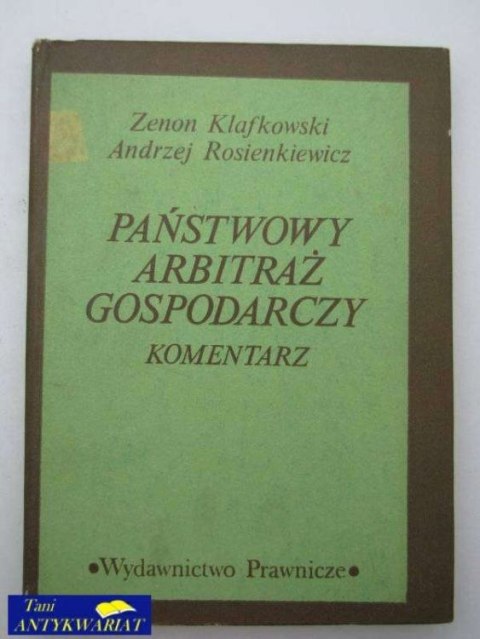 Zenon Klafkowski
Andrzej Rosienkiewicz
PAŃSTWOWY
ARBITRAŻ
GOSPODARCZY
KOMENTARZ
•Wydawnictwo Prawnicze•
Tani
ANTYKWARIAT